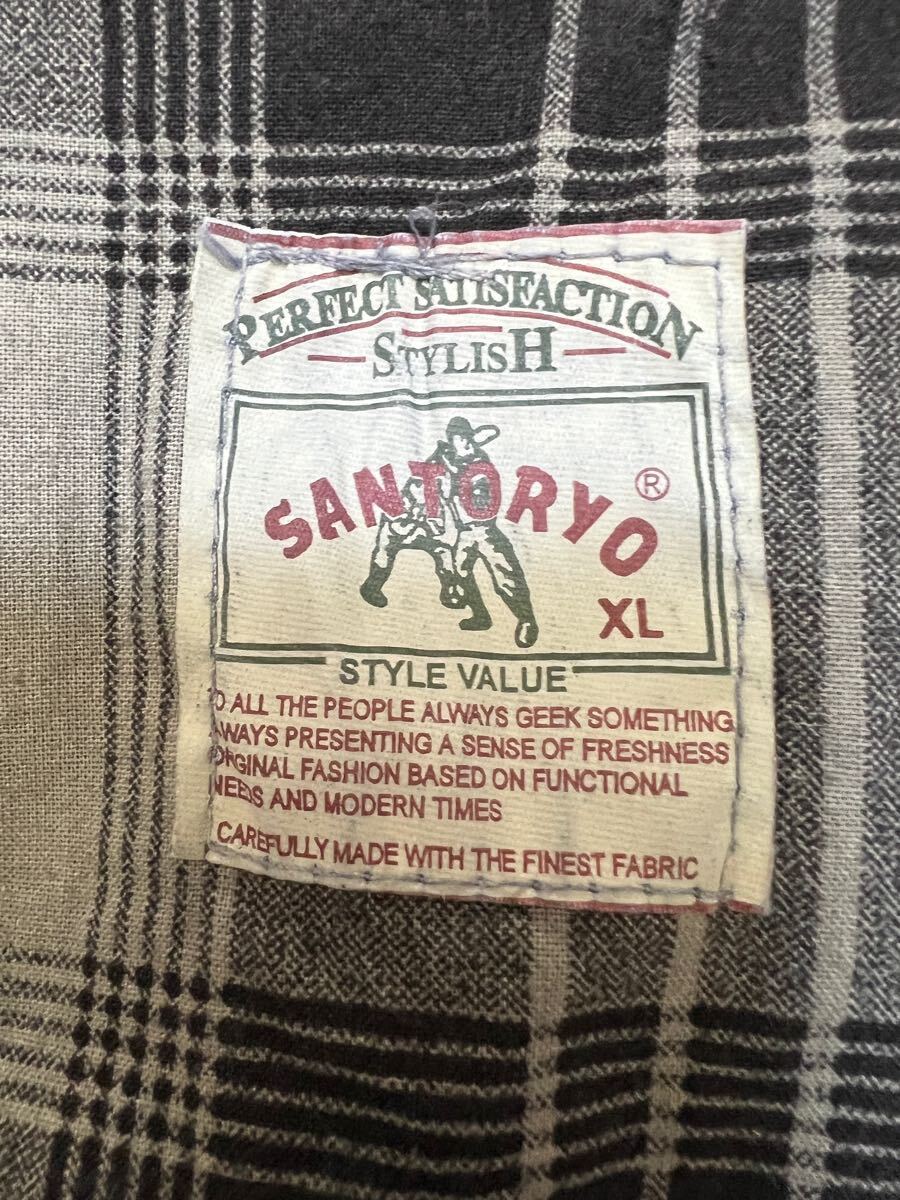 PERFECT SATISFACTION
STYLISH
SANTORYO ®
XL
STYLE VALUE
TO ALL THE PEOPLE ALWAYS GEEK SOMETHING
ALWAYS PRESENTING A SENSE OF FRESHNESS
ORGINAL FASHION BASED ON FUNCTIONAL
NEEDS AND MODERN TIMES
CAREFULLY MADE WITH THE FINEST FABRIC